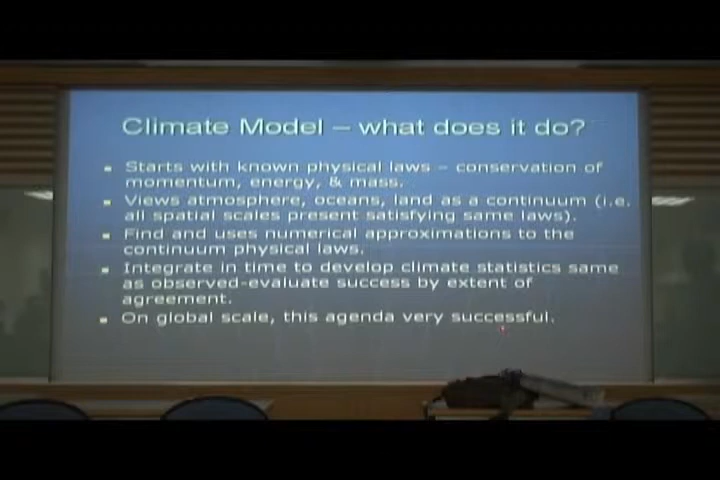 Climate Model – what does it do?
Starts with known physical laws – conservation of
momentum, energy, & mass.
Views atmosphere, oceans, land as a continuum (i.e.
all spatial scales present satisfying same laws).
Find and uses numerical approximations to the
continuum physical laws.
Integrate in time to develop climate statistics same
as observed-evaluate success by extent of
agreement.
On global scale, this agenda very successful.